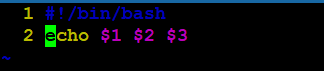 1 #!/bin/bash
2 echo $1 $2 $3
~